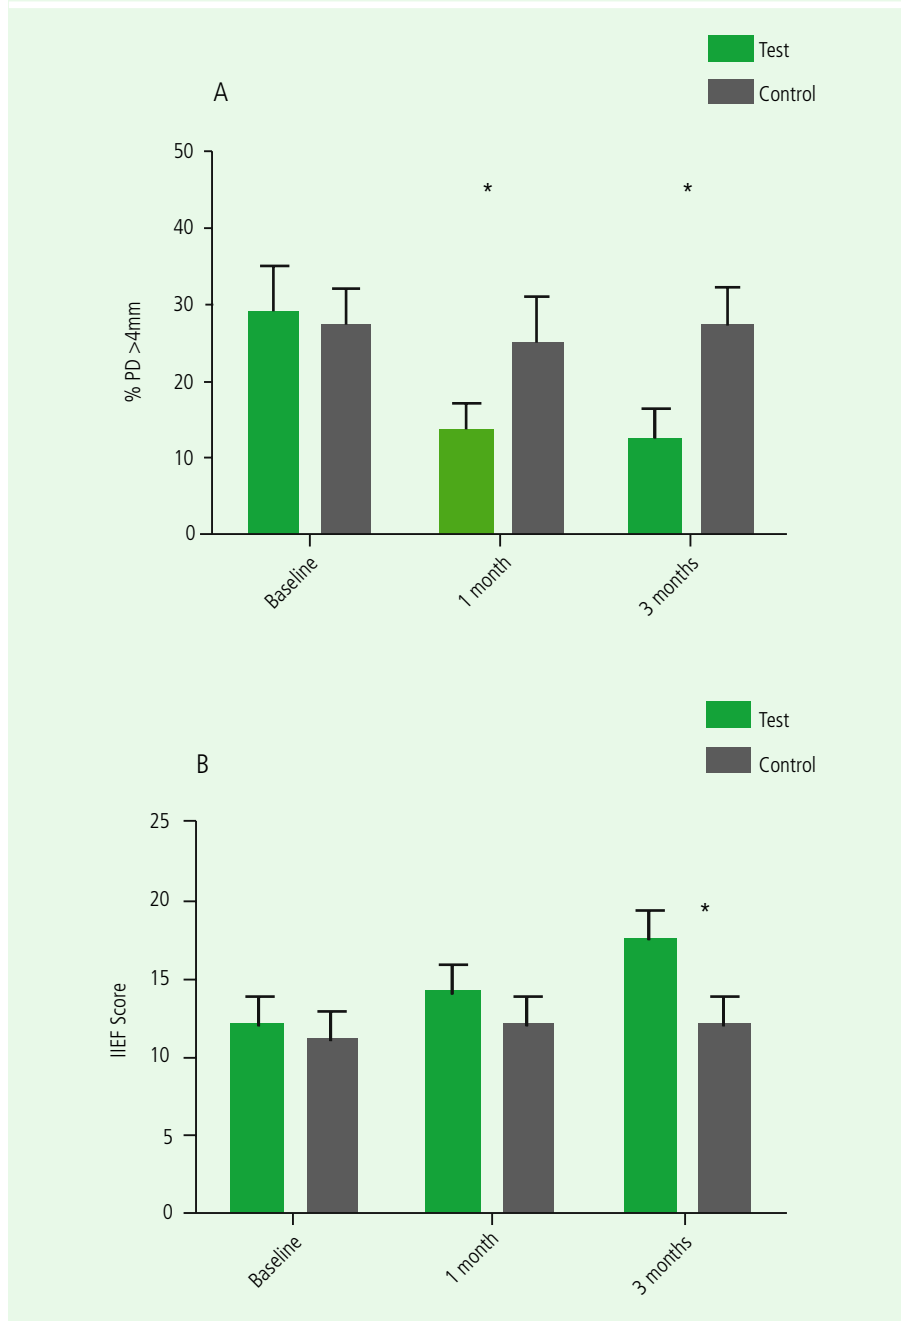 Test
A
Control
50
*
*
40
30
% PD >4mm
20
10
0
Baseline
1 month
3 months
Test
B
Control
25
20
*
15
IIEF Score
10
5
0
Baseline
1 month
3 months